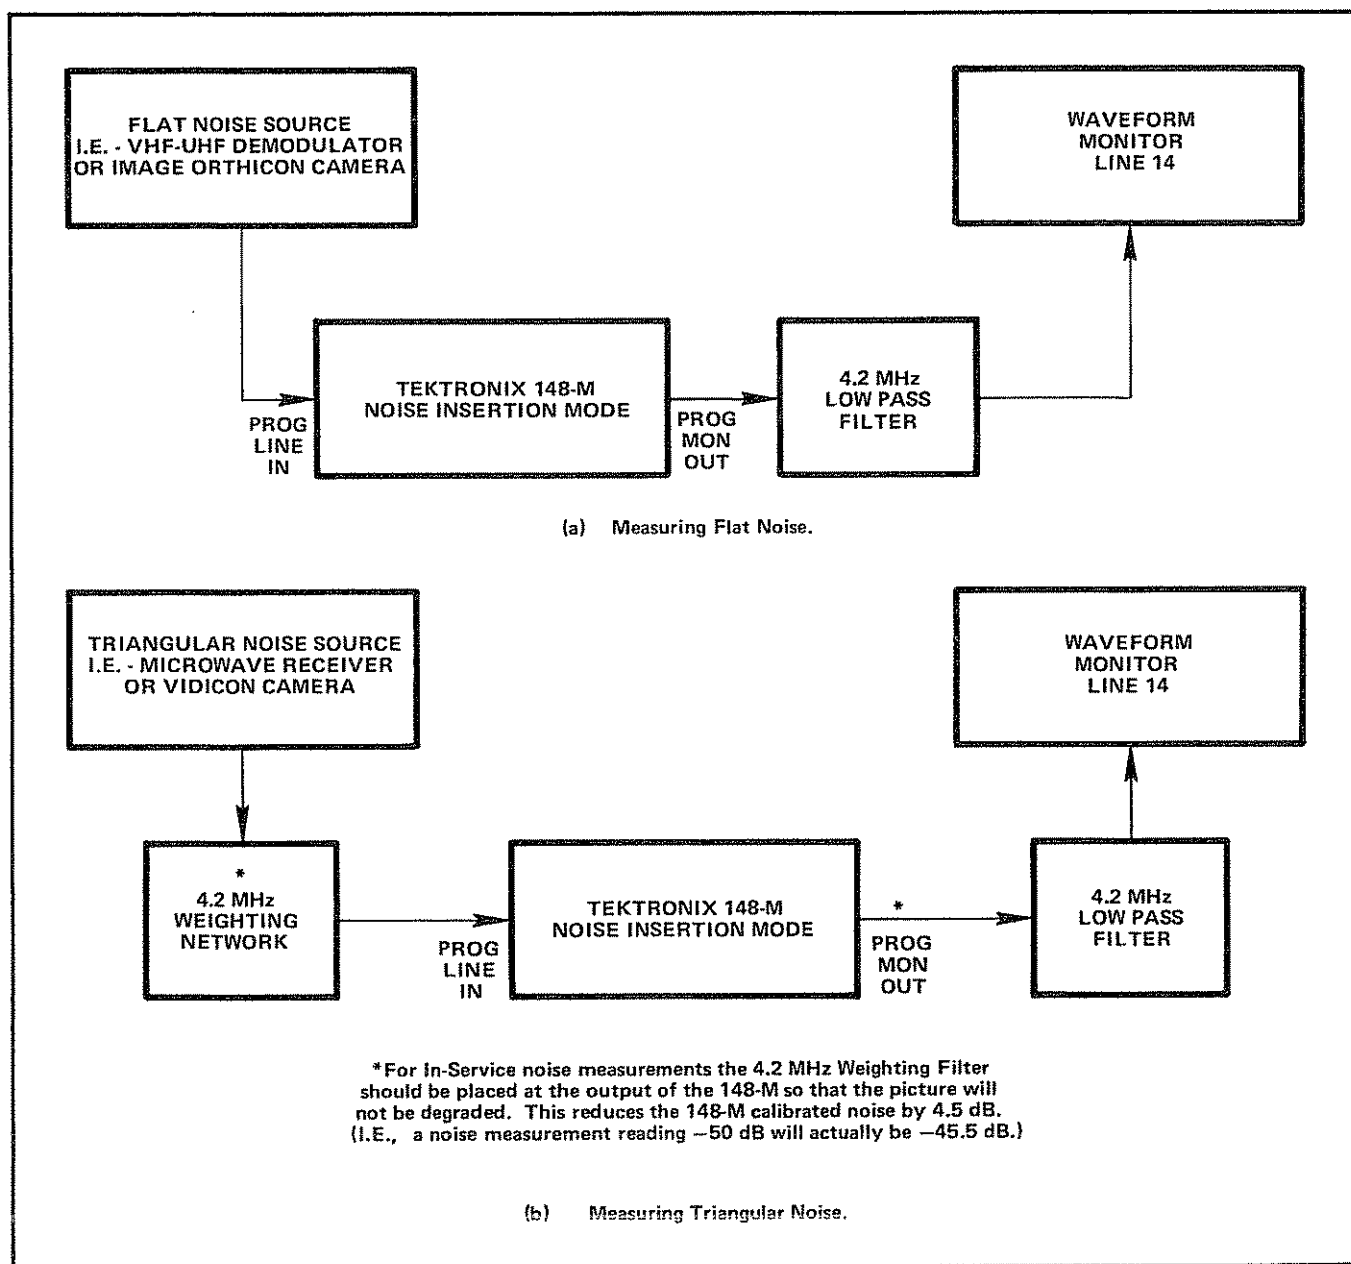 FLAT NOISE SOURCE
I.E. - VHF-UHF DEMODULATOR
OR IMAGE ORTHICON CAMERA
WAVEFORM
MONITOR
LINE 14
PROG
LINE
IN
TEKTRONIX 148-M
NOISE INSERTION MODE
PROG
MON
OUT
4.2 MHz
LOW PASS
FILTER
(a) Measuring Flat Noise.
TRIANGULAR NOISE SOURCE
I.E. - MICROWAVE RECEIVER
OR VIDICON CAMERA
WAVEFORM
MONITOR
LINE 14
*
4.2 MHz
WEIGHTING
NETWORK
PROG
LINE
IN
TEKTRONIX 148-M
NOISE INSERTION MODE
*
PROG
MON
OUT
4.2 MHz
LOW PASS
FILTER
*For In-Service noise measurements the 4.2 MHz Weighting Filter
should be placed at the output of the 148-M so that the picture will
not be degraded. This reduces the 148-M calibrated noise by 4.5 dB.
(I.E., a noise measurement reading —50 dB will actually be —45.5 dB.)
(b) Measuring Triangular Noise.